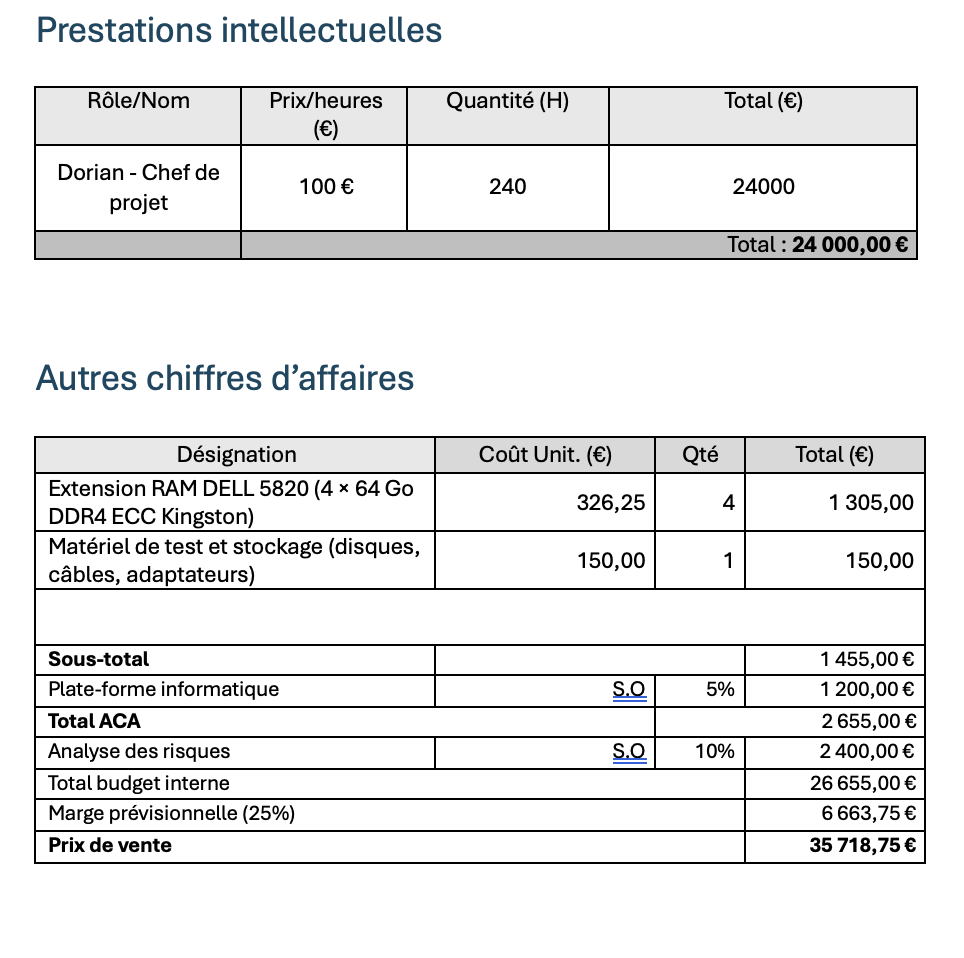 Prestations intellectuelles
Rôle/Nom Prix/heures (€) Quantité (H) Total (€)
Dorian - Chef de projet 100 € 240 24000
Total : 24 000,00 €
Autres chiffres d’affaires
Désignation Coût Unit. (€) Qté Total (€)
Extension RAM DELL 5820 (4 × 64 Go DDR4 ECC Kingston) 326,25 4 1 305,00
Matériel de test et stockage (disques, câbles, adaptateurs) 150,00 1 150,00
Sous-total 1 455,00 €
Plate-forme informatique S.O 5% 1 200,00 €
Total ACA 2 655,00 €
Analyse des risques S.O 10% 2 400,00 €
Total budget interne 26 655,00 €
Marge prévisionnelle (25%) 6 663,75 €
Prix de vente 35 718,75 €